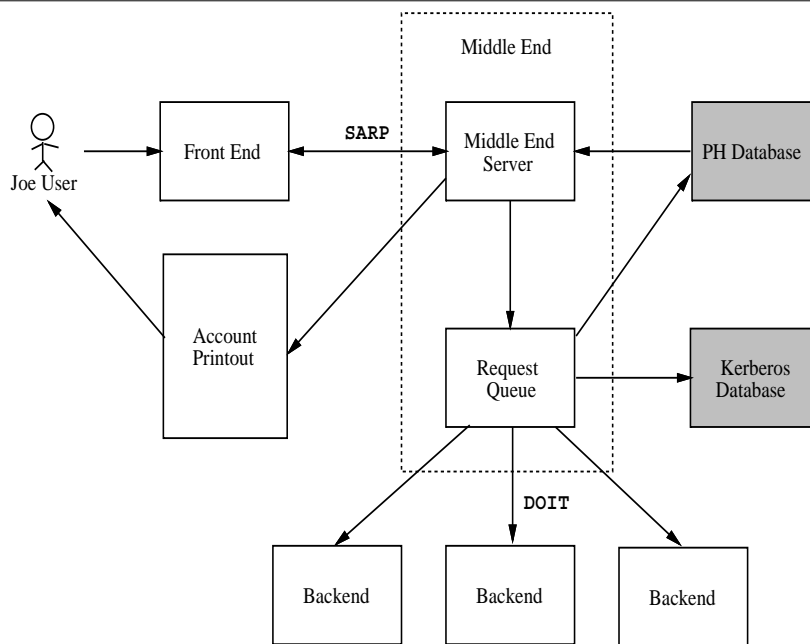 Middle End
Joe User
Front End
SARP
Middle End
Server
PH Database
Account
Printout
Request
Queue
Kerberos
Database
DOIT
Backend
Backend
Backend